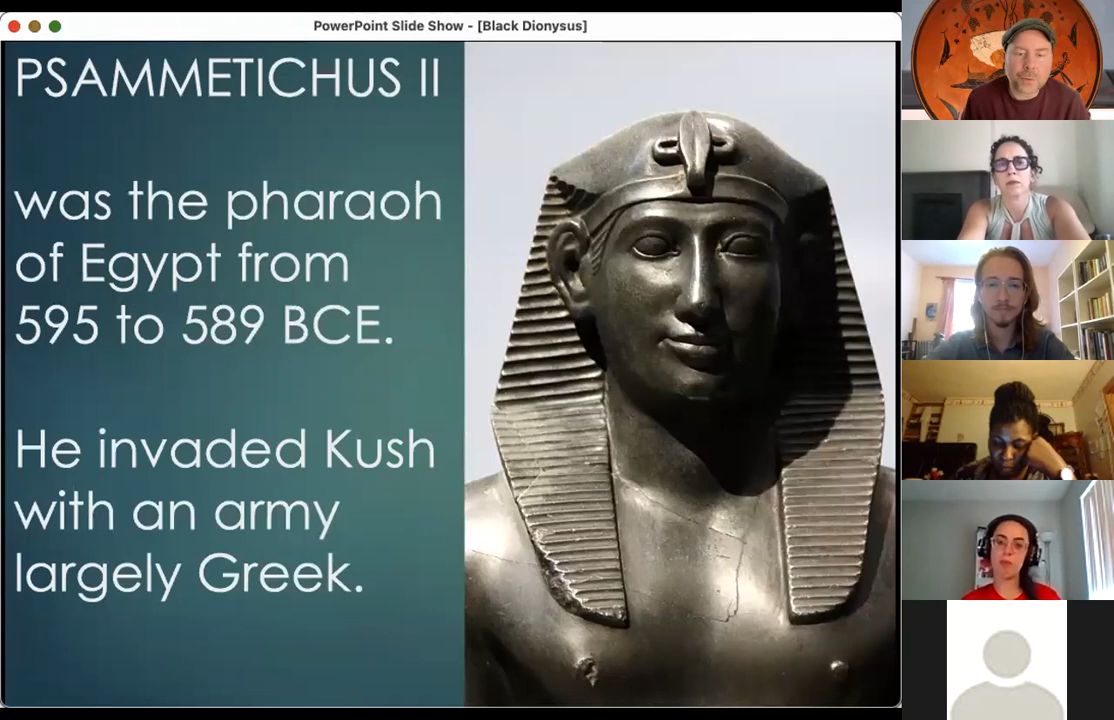 PowerPoint Slide Show - [Black Dionysus]
PSAMMETICHUS II
was the pharaoh
of Egypt from
595 to 589 BCE.
He invaded Kush
with an army
largely Greek.